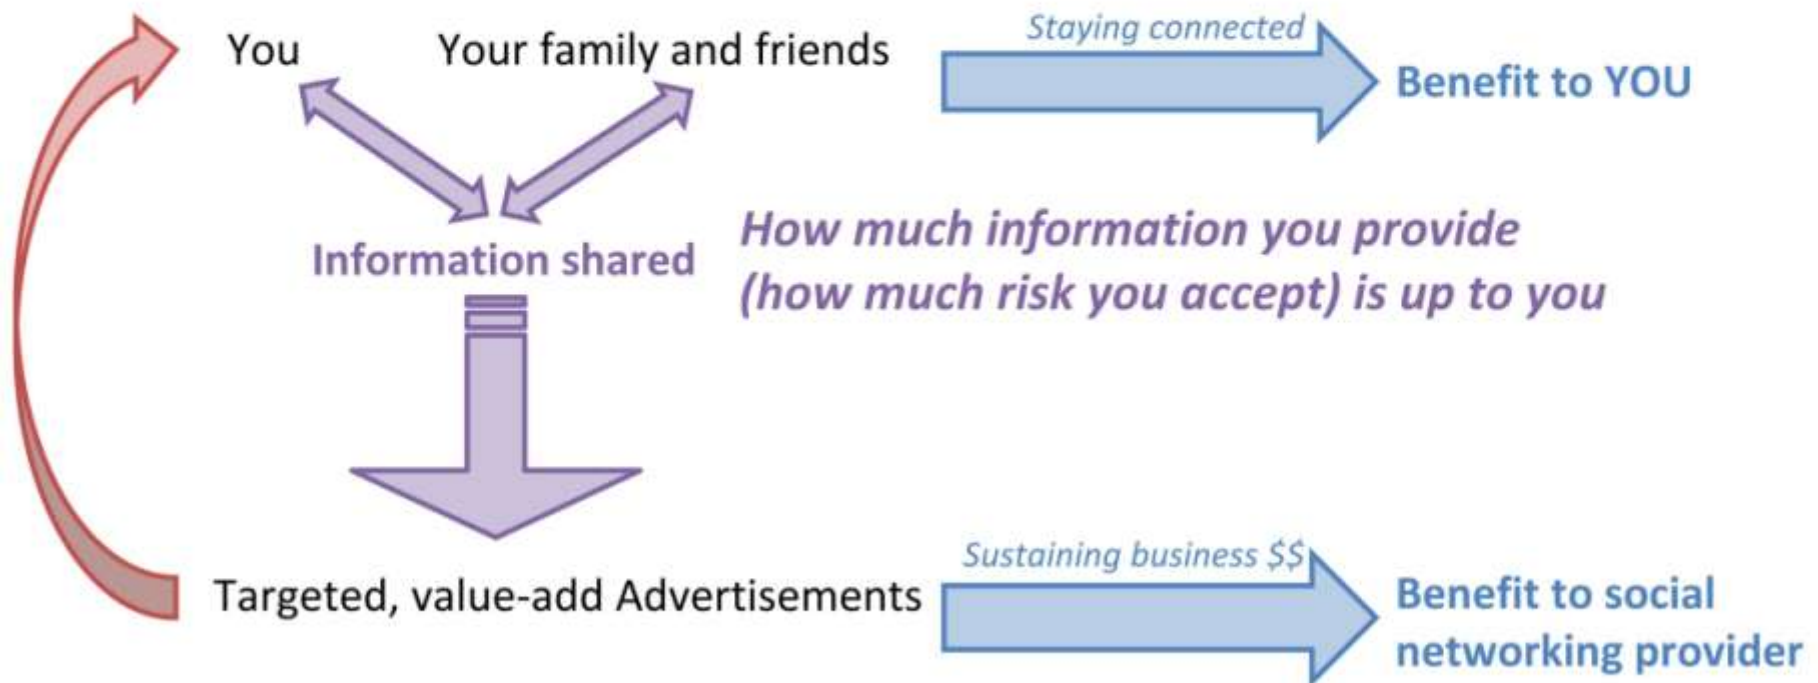 Staying connected
You
Your family and friends
Benefit to YOU
Information shared
How much information you provide
(how much risk you accept) is up to you
Sustaining business $$
Targeted, value-add Advertisements
Benefit to social
networking provider